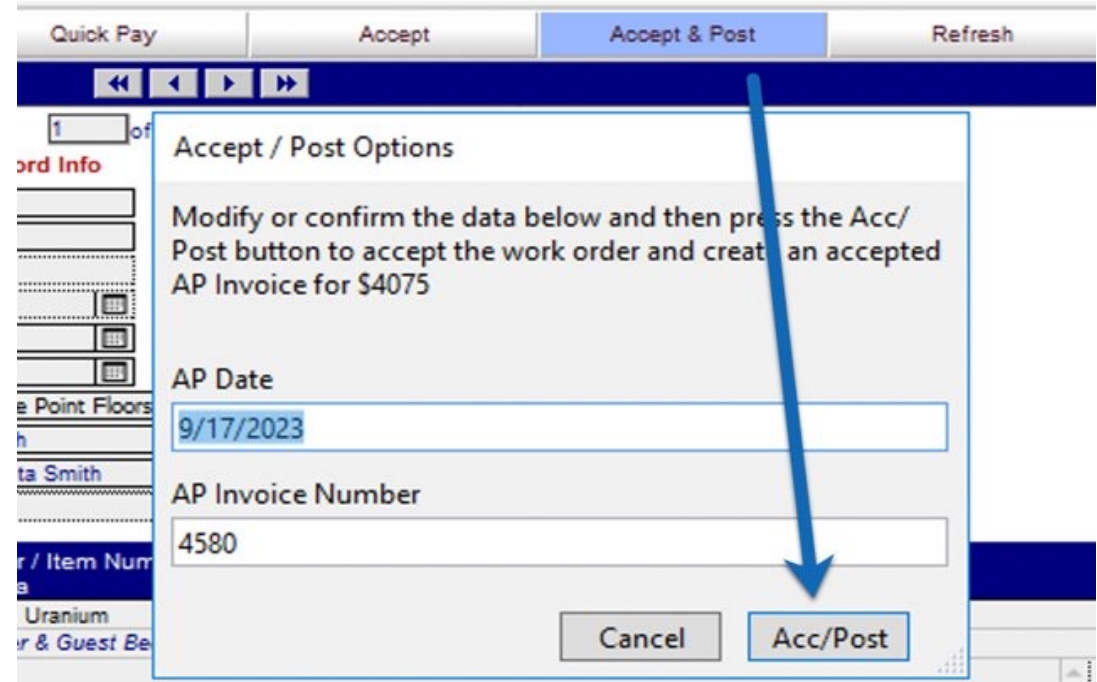 Quick Pay
Accept
Accept & Post
Refresh
1 of
ord Info
Accept / Post Options
Modify or confirm the data below and then press the Acc/
Post button to accept the work order and create an accepted
AP Invoice for $4075
AP Date
9/17/2023
AP Invoice Number
4580
Cancel
Acc/Post
e Point Floors
h
ta Smith
r / Item Num
a
Uranium
r & Guest Be